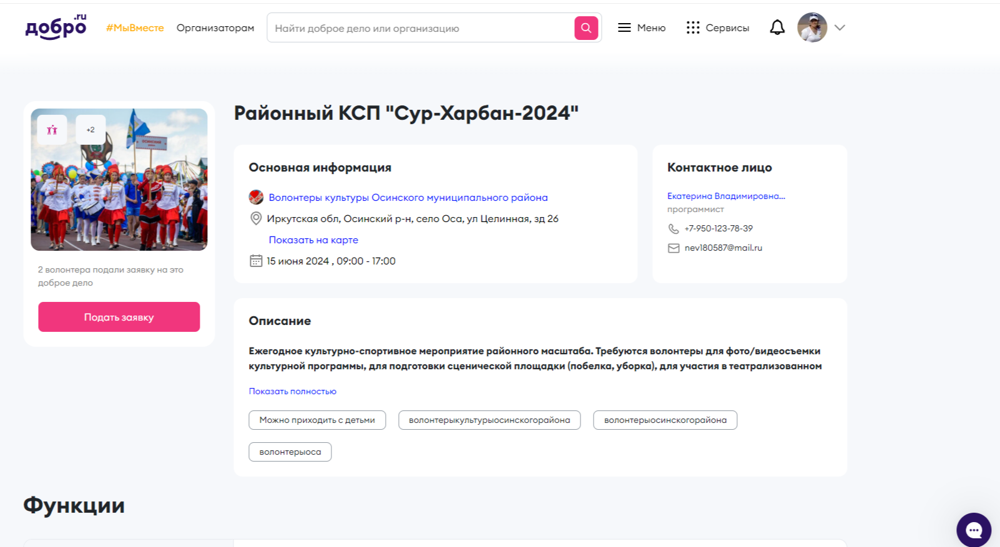 добро.ru
#МыВместе
Организаторам
Найти доброе дело или организацию
Меню
Сервисы
+2
ОСИНСКИЙ
РАЙОН
2 волонтера подали заявку на это
доброе дело
Подать заявку
Районный КСП "Сур-Харбан-2024"
Основная информация
Волонтеры культуры Осинского муниципального района
Иркутская обл, Осинский р-н, село Оса, ул Целинная, зд 26
Показать на карте
15 июня 2024 , 09:00 - 17:00
Контактное лицо
Екатерина Владимировна...
программист
+7-950-123-78-39
nev180587@mail.ru
Описание
Ежегодное культурно-спортивное мероприятие районного масштаба. Требуются волонтеры для фото/видеосъемки
культурной программы, для подготовки сценической площадки (побелка, уборка), для участия в театрализованном
Показать полностью
Можно приходить с детьми
волонтерыкультурыосинскогорайона
волонтерыосинскогорайона
волонтерыоса
Функции